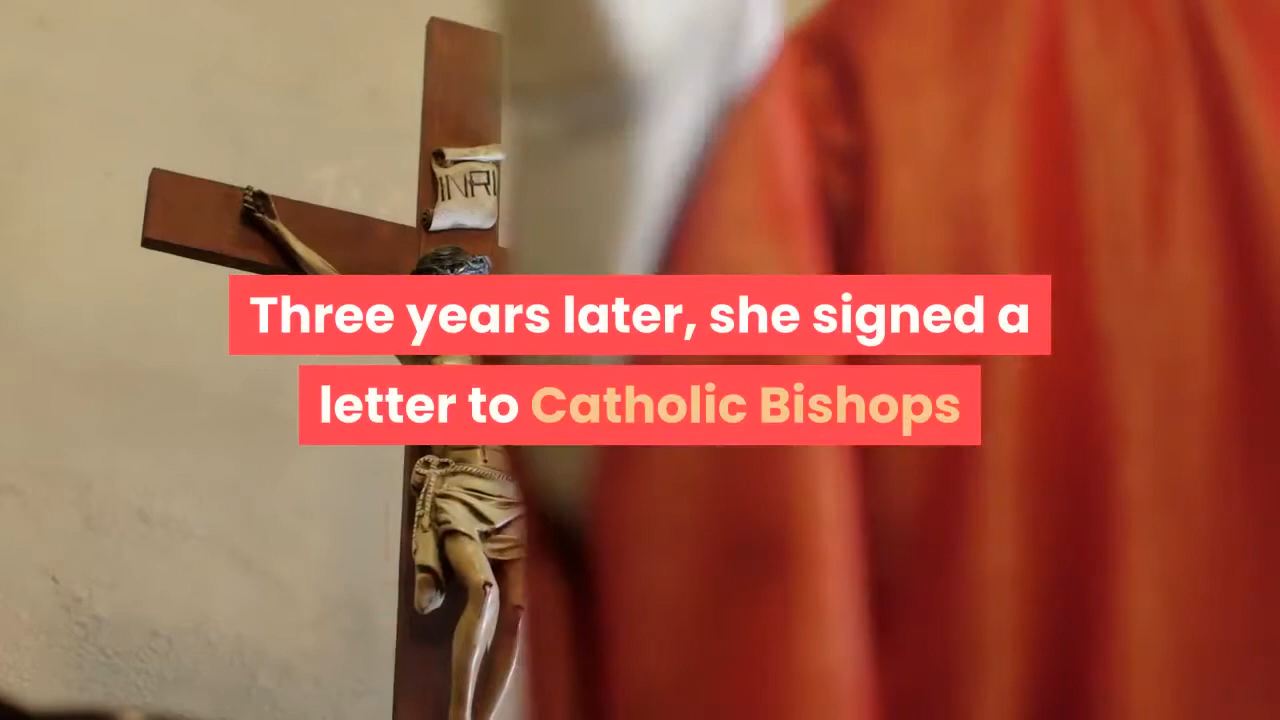 INRI
Three years later, she signed a
letter to Catholic Bishops